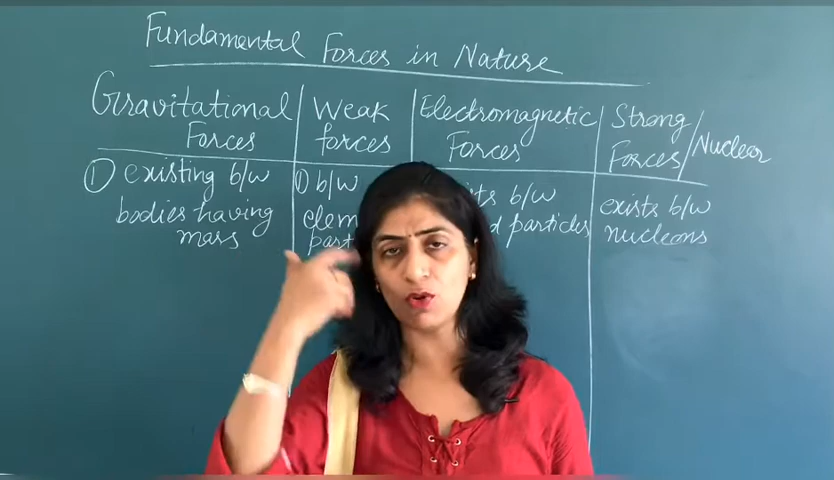 Fundamental Forces in Nature
Gravitational
Forces
Weak
forces
Electromagnetic
Forces
Strong
Forces/Nuclear
① existing b/w
bodies having
mass
① b/w
b/w
particles
exists b/w
nucleons